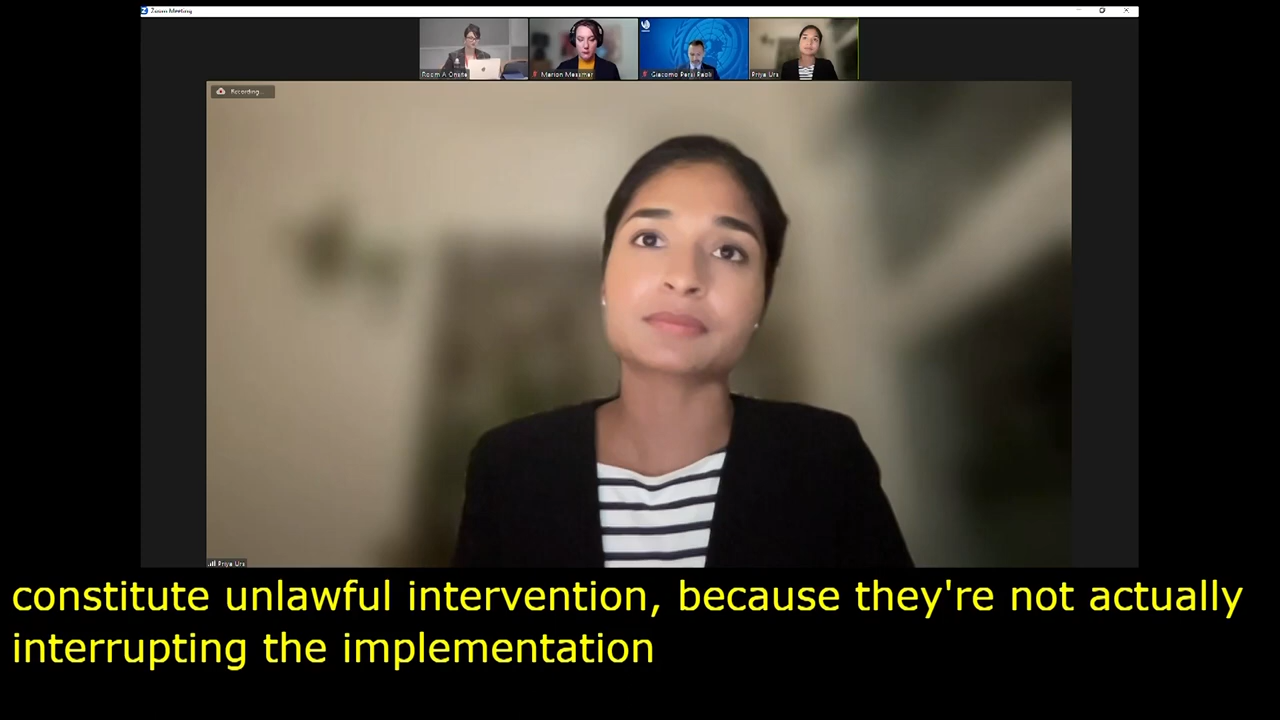 Zoom Meeting
Room A Onsite
Marion Messmer
Giacomo Persi Paoli
Priya Urs
Recording...
Priya Urs
constitute unlawful intervention, because they're not actually
interrupting the implementation